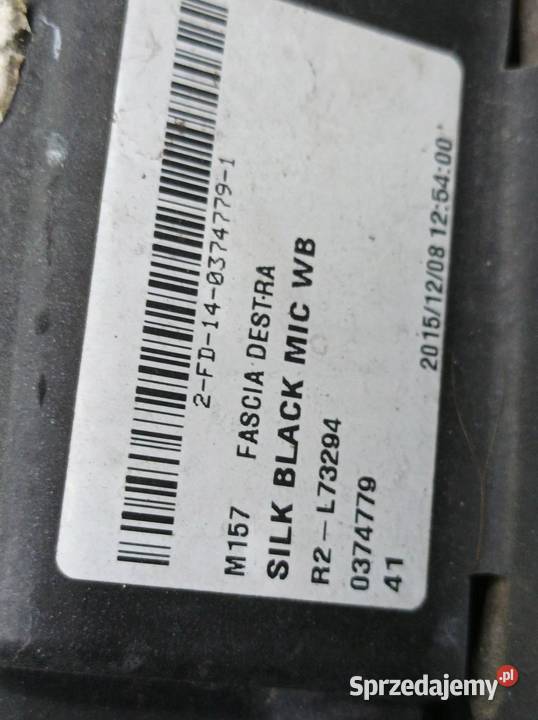 2-FD-14-0374779-1
M157 FASCIA DESTRA
SILK BLACK MIC WB
R2-L73294
0374779
41
2015/12/08 12:54:00
Sprzedajemy.pl